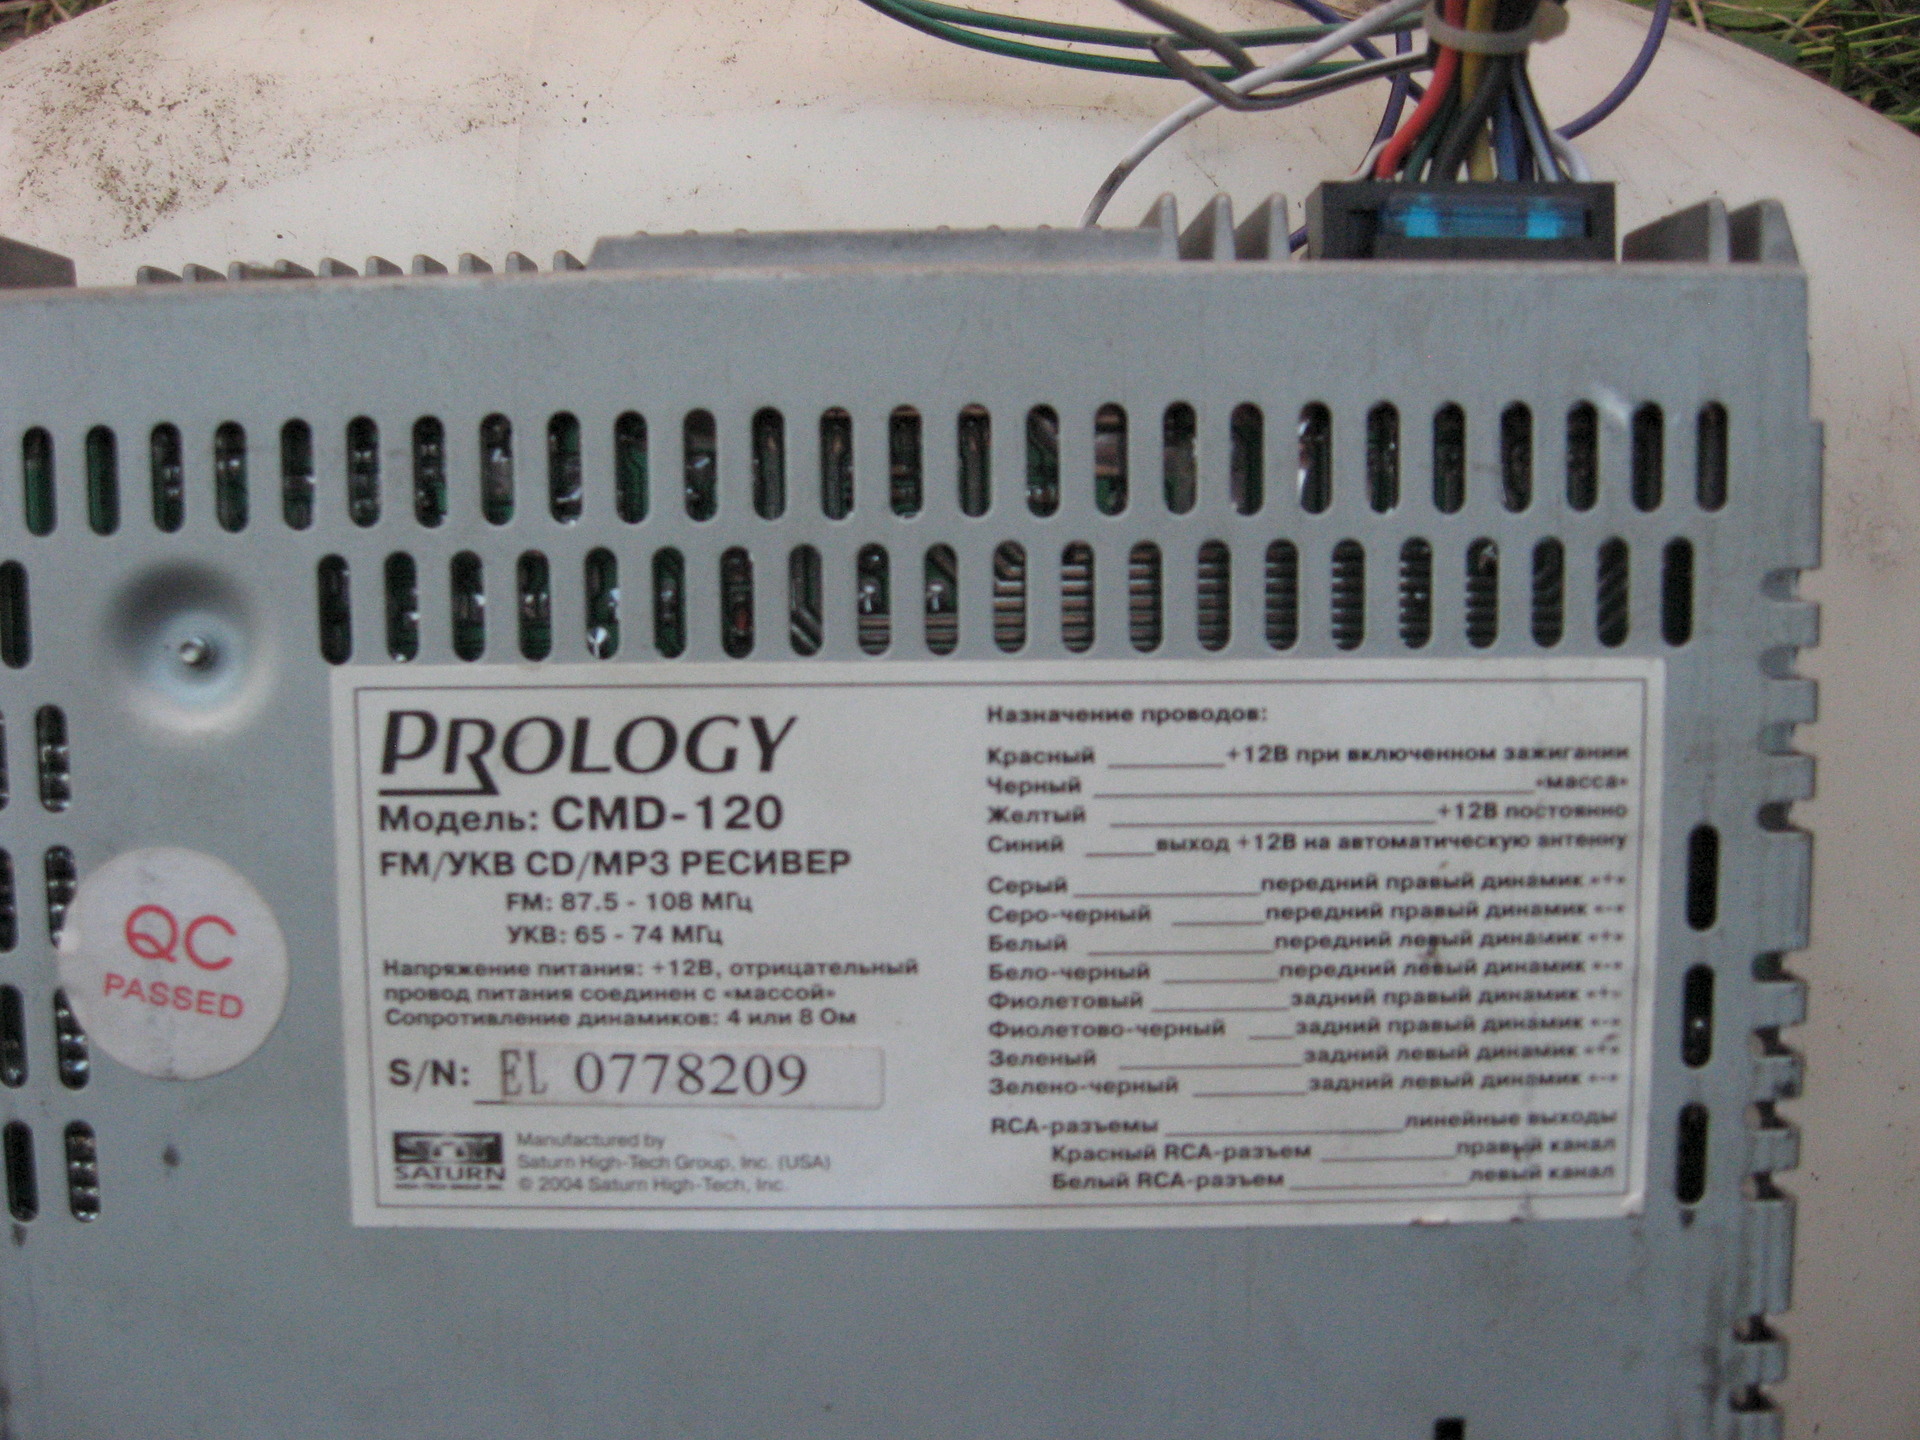 PROLOGY
Модель: CMD-120
FM/УКВ CD/MP3 РЕСИВЕР
FM: 87.5 - 108 МГц
УКВ: 65 - 74 МГц
Напряжение питания: +12В, отрицательный
провод питания соединен с «массой»
Сопротивление динамиков: 4 или 8 Ом
S/N: EL 0778209
SATURN
Manufactured by
Saturn High-Tech Group, Inc. (USA)
© 2004 Saturn High-Tech, Inc.
Назначение проводов:
Красный +12В при включенном зажигании
Черный «масса»
Желтый +12В постоянно
Синий выход +12В на автоматическую антенну
Серый передний правый динамик «+»
Серо-черный передний правый динамик «-»
Белый передний левый динамик «+»
Бело-черный передний левый динамик «-»
Фиолетовый задний правый динамик «+»
Фиолетово-черный задний правый динамик «-»
Зеленый задний левый динамик «+»
Зелено-черный задний левый динамик «-»
RCA-разъемы линейные выходы
Красный RCA-разъем правый канал
Белый RCA-разъем левый канал
QC
PASSED